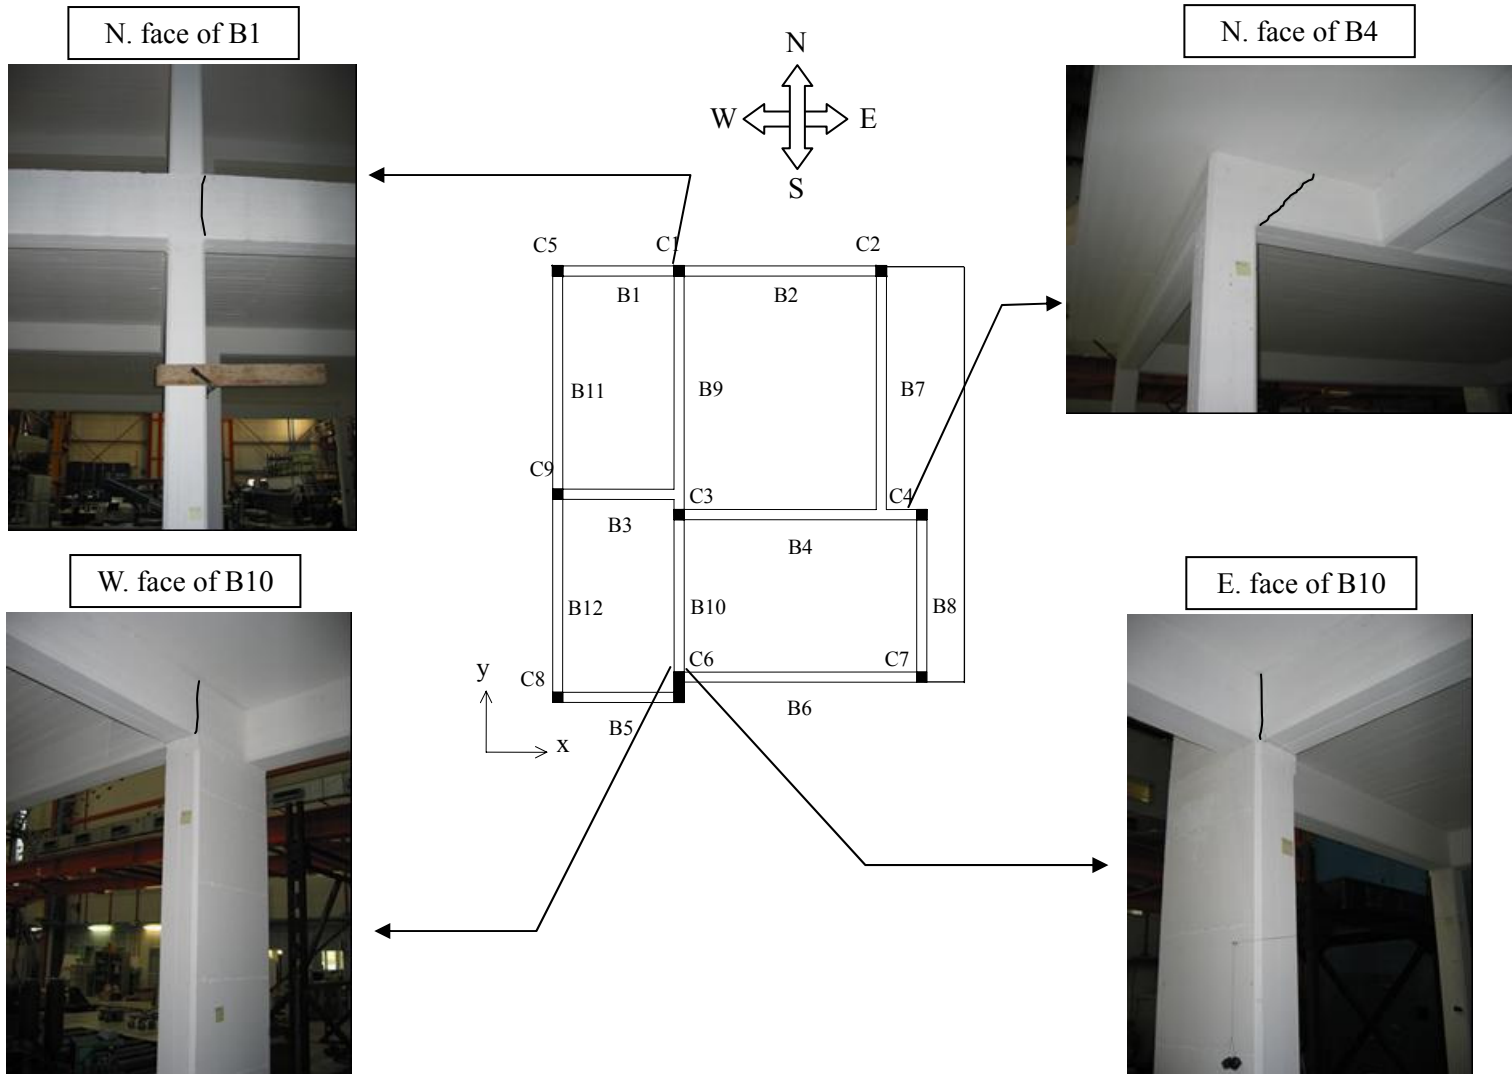 N. face of B1
N. face of B4
N
W
E
S
C5
C1
C2
B1
B2
B11
B9
B7
C9
C3
C4
B3
B4
W. face of B10
E. face of B10
B12
B10
B8
C8
C6
C7
y
x
B5
B6